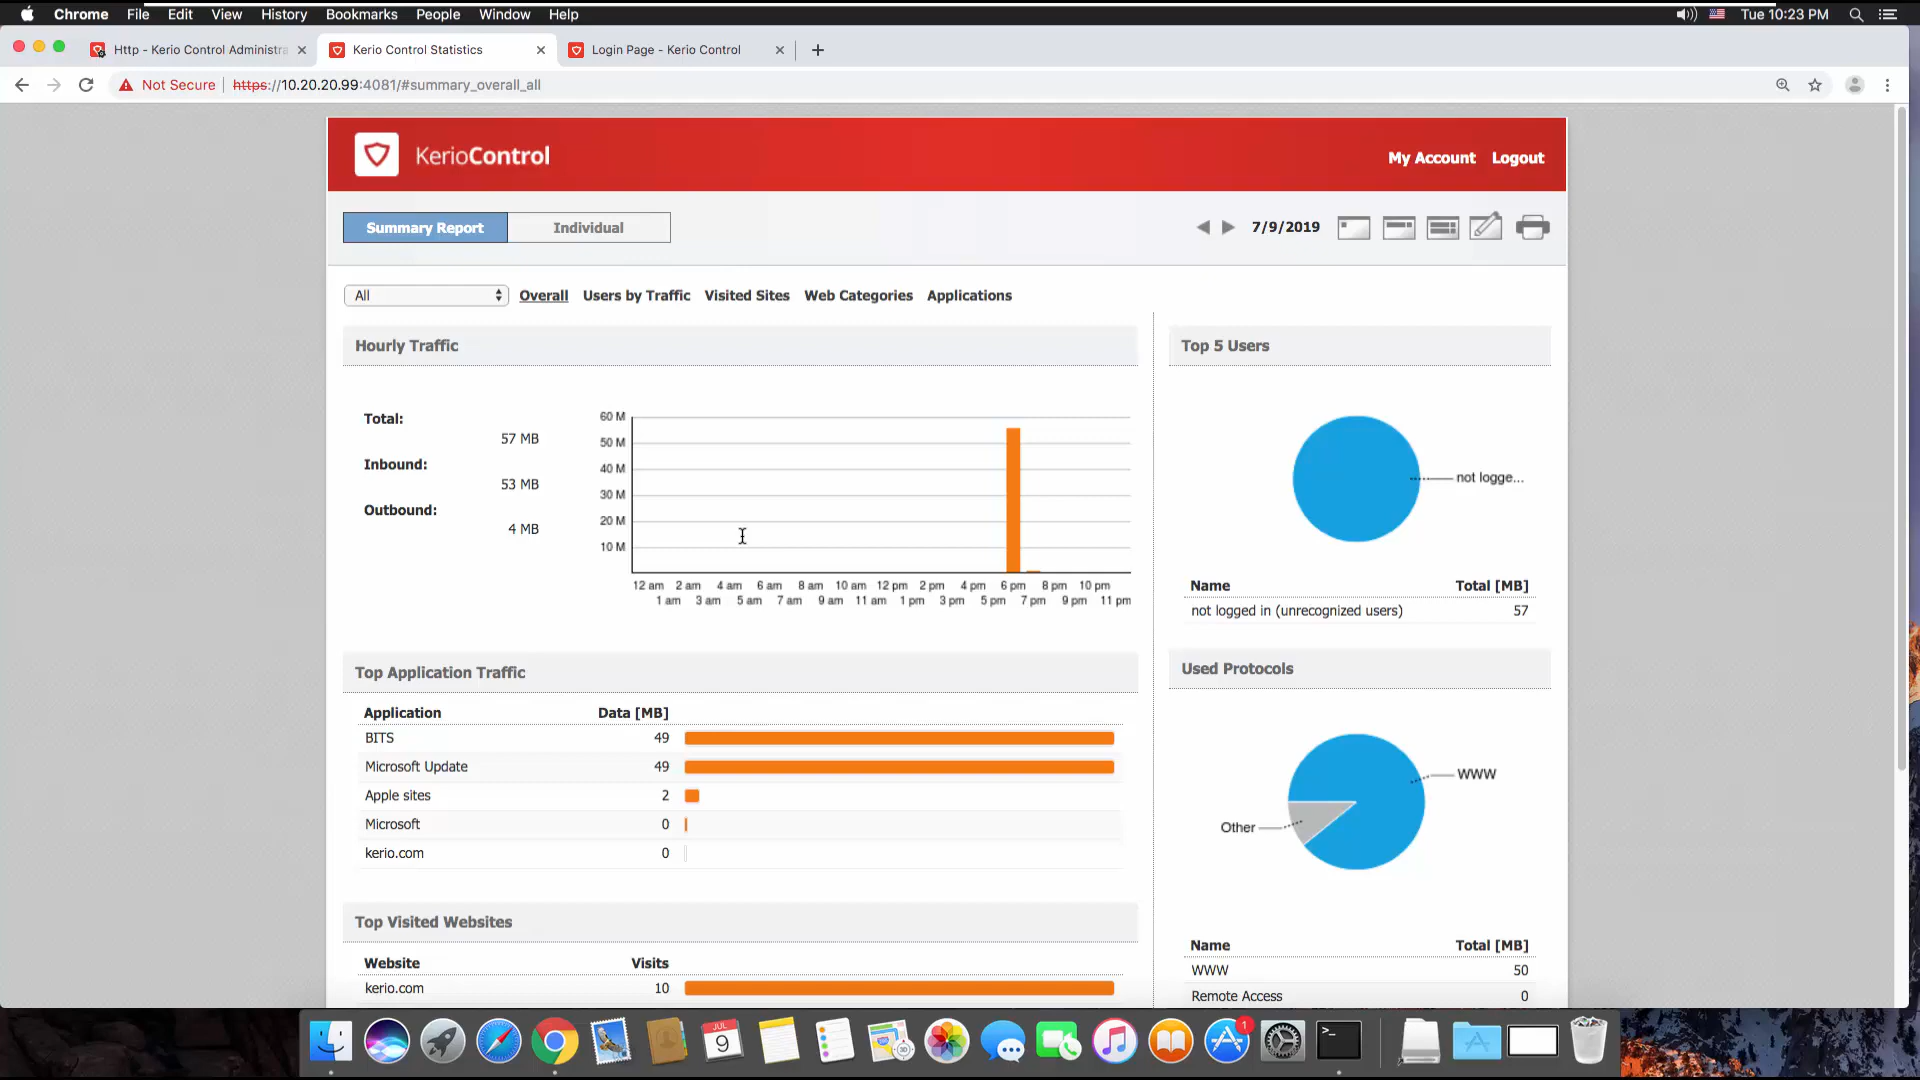 Chrome File Edit View History Bookmarks People Window Help Tue 10:23 PM
Http - Kerio Control Administra Kerio Control Statistics Login Page - Kerio Control
Not Secure https://10.20.20.99:4081/#summary_overall_all
KerioControl My Account Logout
Summary Report Individual 7/9/2019
All Overall Users by Traffic Visited Sites Web Categories Applications
Hourly Traffic
Total:
57 MB
Inbound:
53 MB
Outbound:
4 MB
60 M
50 M
40 M
30 M
20 M
10 M
12 am 2 am 4 am 6 am 8 am 10 am 12 pm 2 pm 4 pm 6 pm 8 pm 10 pm
1 am 3 am 5 am 7 am 9 am 11 am 1 pm 3 pm 5 pm 7 pm 9 pm 11 pm
Top 5 Users
not logge...
Name Total [MB]
not logged in (unrecognized users) 57
Top Application Traffic
Application Data [MB]
BITS 49
Microsoft Update 49
Apple sites 2
Microsoft 0
kerio.com 0
Used Protocols
WWW
Other
Name Total [MB]
WWW 50
Remote Access 0
Top Visited Websites
Website Visits
kerio.com 10
JUL
9
1